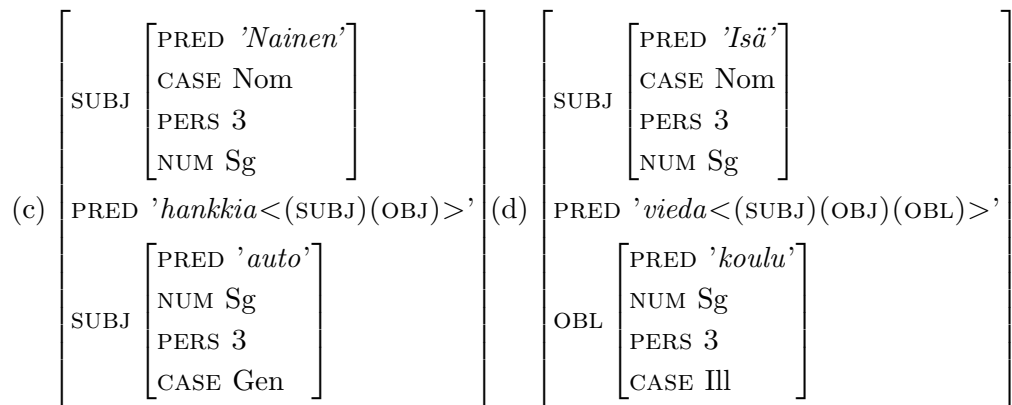 (c)
SUBJ
PRED 'Nainen'
CASE Nom
PERS 3
NUM Sg
PRED 'hankkia<(SUBJ)(OBJ)>'
SUBJ
PRED 'auto'
NUM Sg
PERS 3
CASE Gen
(d)
SUBJ
PRED 'Isä'
CASE Nom
PERS 3
NUM Sg
PRED 'vieda<(SUBJ)(OBJ)(OBL)>'
OBL
PRED 'koulu'
NUM Sg
PERS 3
CASE Ill